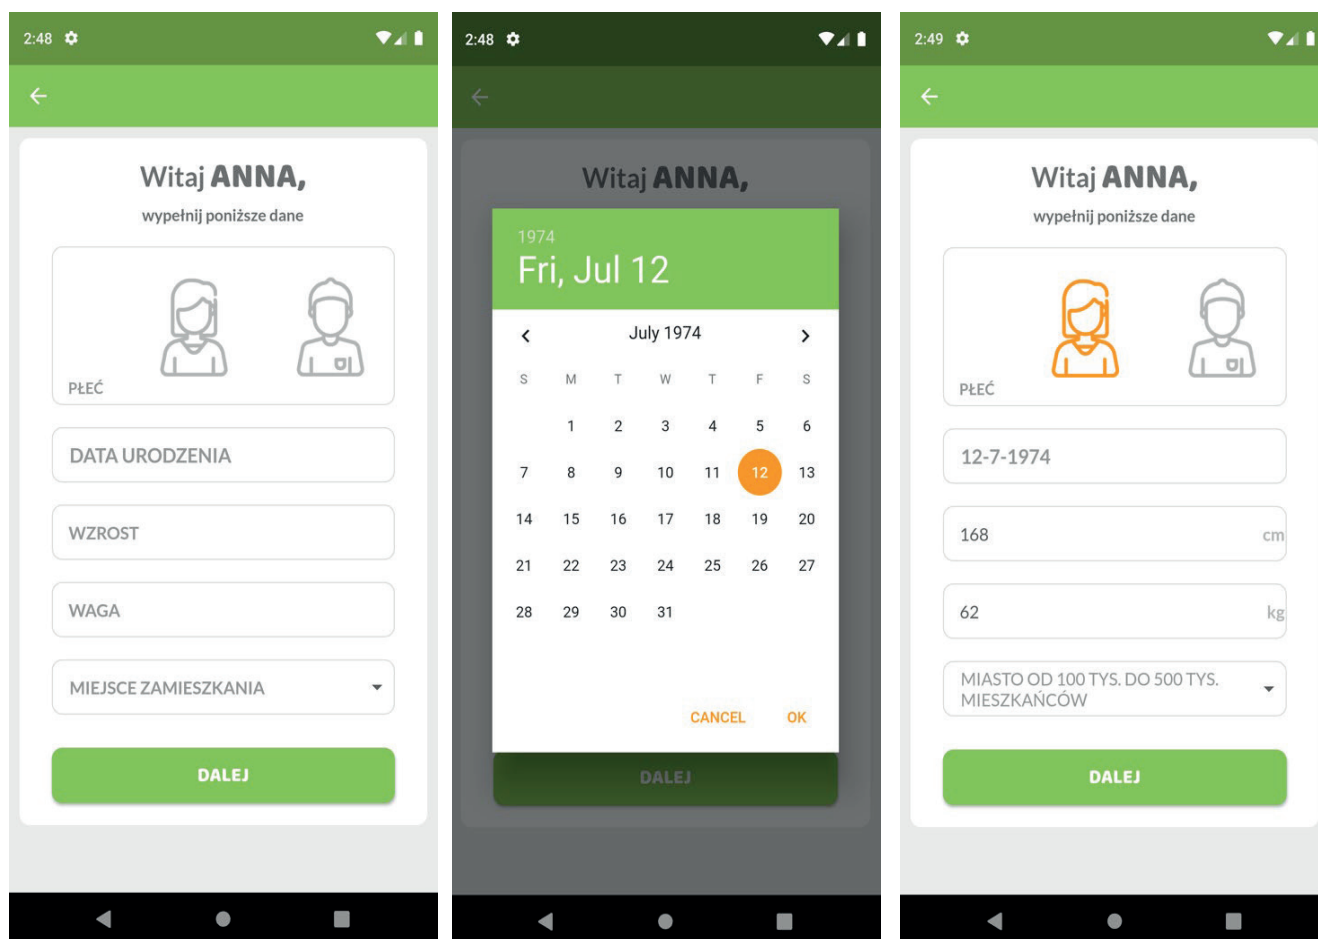 2:48
Witaj ANNA,
wypełnij poniższe dane
PŁEĆ
DATA URODZENIA
WZROST
WAGA
MIEJSCE ZAMIESZKANIA
DALEJ
2:48
Witaj ANNA,
1974
Fri, Jul 12
July 1974
S M T W T F S
1 2 3 4 5 6
7 8 9 10 11 12 13
14 15 16 17 18 19 20
21 22 23 24 25 26 27
28 29 30 31
CANCEL OK
DALEJ
2:49
Witaj ANNA,
wypełnij poniższe dane
PŁEĆ
12-7-1974
168 cm
62 kg
MIASTO OD 100 TYS. DO 500 TYS.
MIESZKAŃCÓW
DALEJ